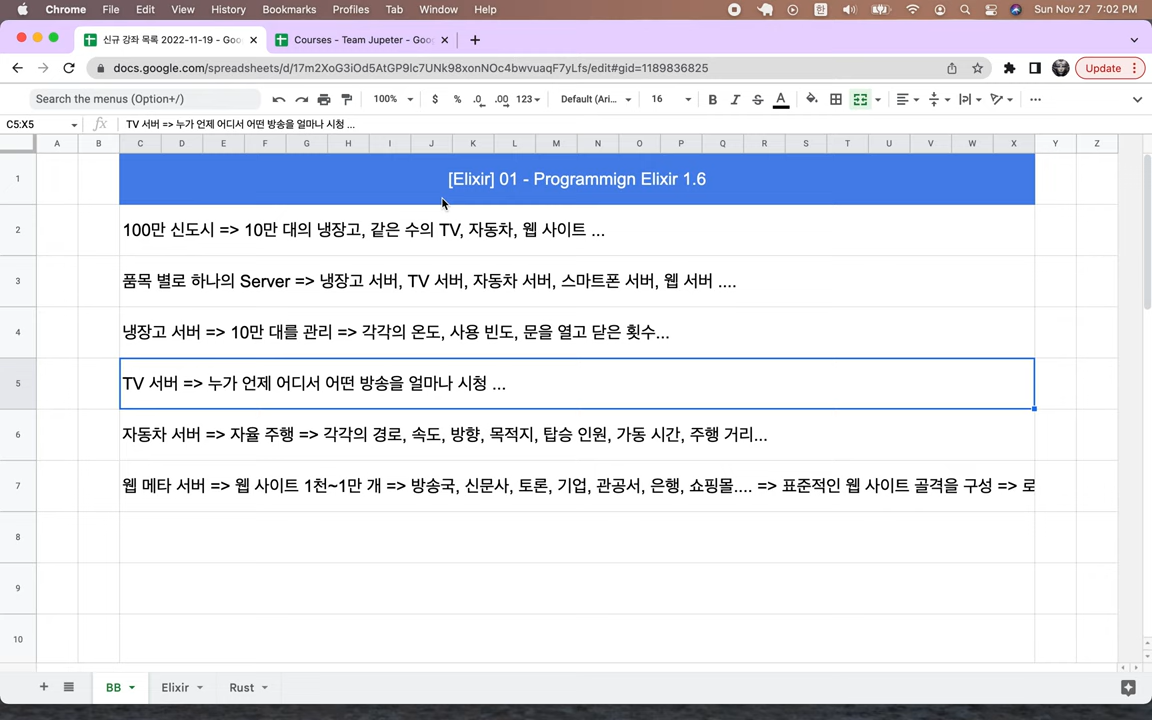 Chrome File Edit View History Bookmarks Profiles Tab Window Help 한 Sun Nov 27 7:02 PM
신규 강좌 목록 2022-11-19 - Goo Courses - Team Jupeter - Goo
docs.google.com/spreadsheets/d/17m2XoG3iOd5AtGP9lc7UNk98xonNOc4bwvuaqF7yLfs/edit#gid=1189836825 Update
Search the menus (Option+/) 100% $ % .0 .00 123 Default (Ari... 16 B I S A
C5:X5 fx TV 서버 => 누가 언제 어디서 어떤 방송을 얼마나 시청 ...
A B C D E F G H I J K L M N O P Q R S T U V W X Y Z
1 [Elixir] 01 - Programmign Elixir 1.6
2 100만 신도시 => 10만 대의 냉장고, 같은 수의 TV, 자동차, 웹 사이트 ...
3 품목 별로 하나의 Server => 냉장고 서버, TV 서버, 자동차 서버, 스마트폰 서버, 웹 서버 ....
4 냉장고 서버 => 10만 대를 관리 => 각각의 온도, 사용 빈도, 문을 열고 닫은 횟수...
5 TV 서버 => 누가 언제 어디서 어떤 방송을 얼마나 시청 ...
6 자동차 서버 => 자율 주행 => 각각의 경로, 속도, 방향, 목적지, 탑승 인원, 가동 시간, 주행 거리...
7 웹 메타 서버 => 웹 사이트 1천~1만 개 => 방송국, 신문사, 토론, 기업, 관공서, 은행, 쇼핑몰.... => 표준적인 웹 사이트 골격을 구성 => 로
8
9
10
BB Elixir Rust